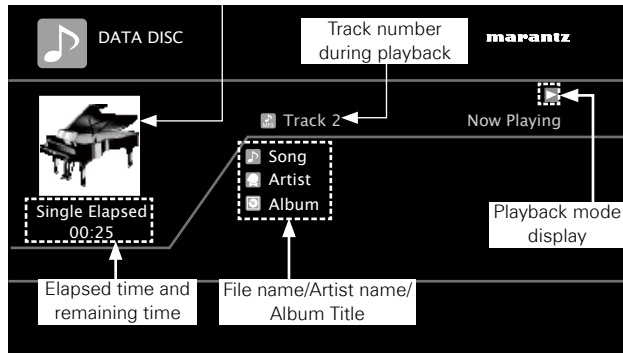 DATA DISC
Track number
during playback
marantz
MP3
Track 2
Now Playing
Song
Artist
Album
Single Elapsed
00:25
Playback mode
display
Elapsed time and
remaining time
File name/Artist name/
Album Title